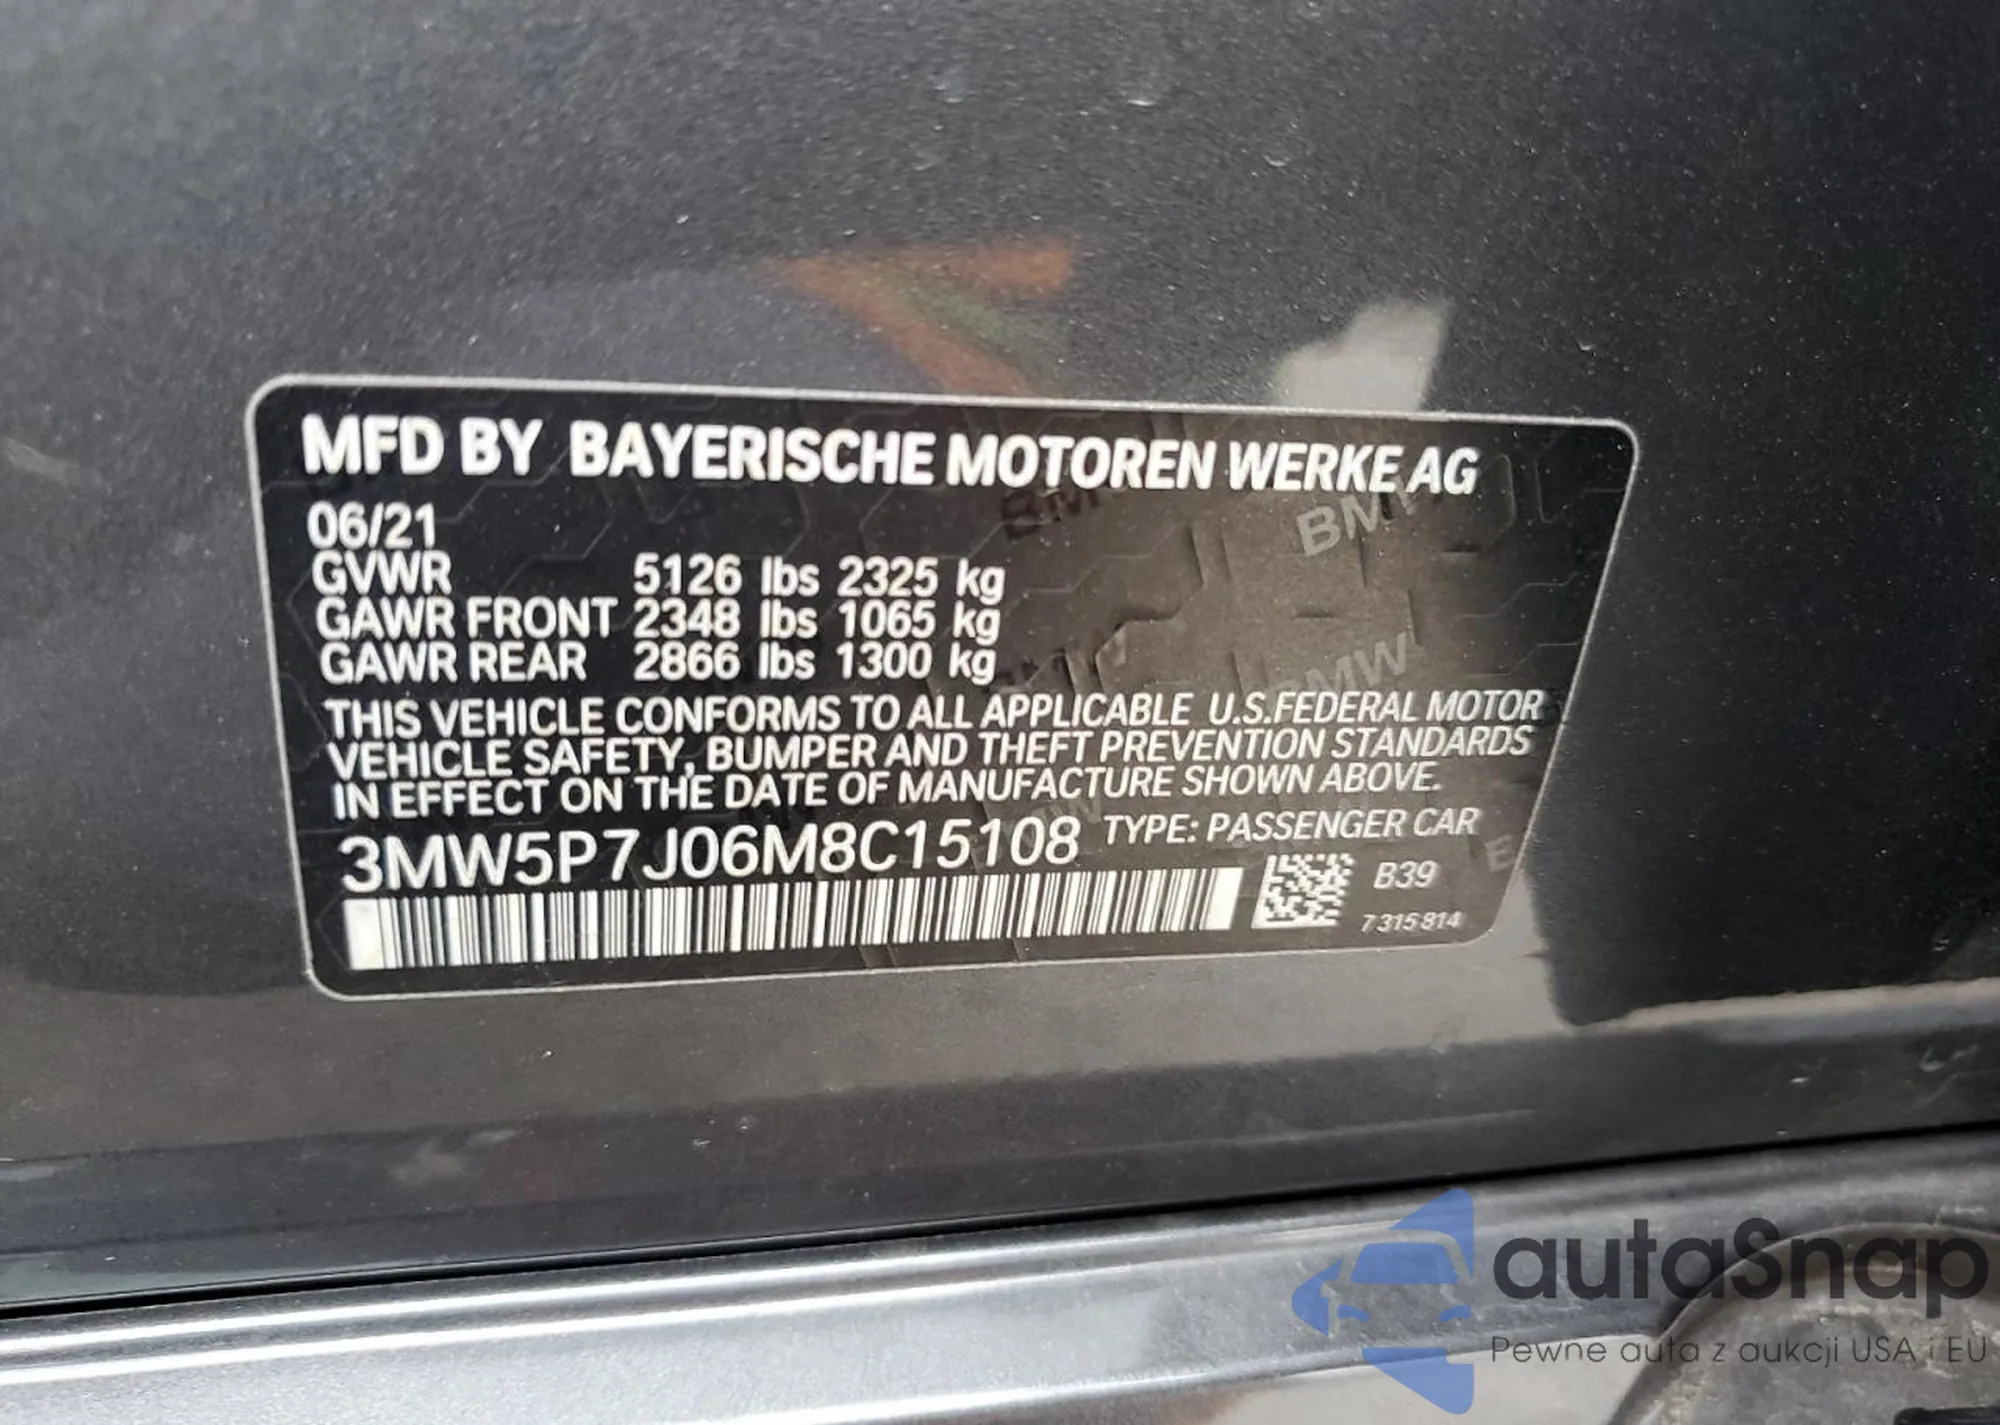 MFD BY BAYERISCHE MOTOREN WERKE AG
06/21
GVWR 5126 lbs 2325 kg
GAWR FRONT 2348 lbs 1065 kg
GAWR REAR 2866 lbs 1300 kg
THIS VEHICLE CONFORMS TO ALL APPLICABLE U.S.FEDERAL MOTOR
VEHICLE SAFETY, BUMPER AND THEFT PREVENTION STANDARDS
IN EFFECT ON THE DATE OF MANUFACTURE SHOWN ABOVE.
3MW5P7J06M8C15108 TYPE: PASSENGER CAR
B39
7315814
BMW
BMW
autaSnap
Pewne auta z aukcji USA i EU